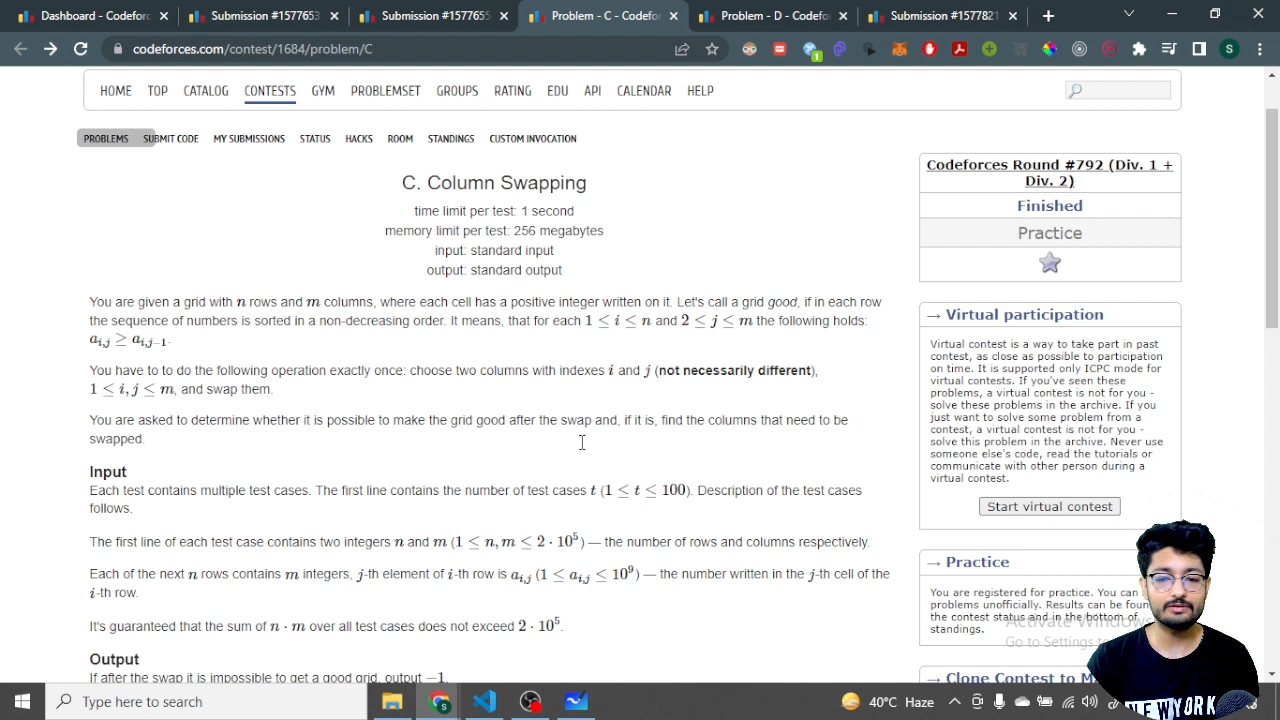 Dashboard - Codeforc
Submission #1577653
Submission #1577655
Problem - C - Codefo
Problem - D - Codefor
Submission #1577821
codeforces.com/contest/1684/problem/C
HOME TOP CATALOG CONTESTS GYM PROBLEMSET GROUPS RATING EDU API CALENDAR HELP
PROBLEMS SUBMIT CODE MY SUBMISSIONS STATUS HACKS ROOM STANDINGS CUSTOM INVOCATION
C. Column Swapping
time limit per test: 1 second
memory limit per test: 256 megabytes
input: standard input
output: standard output
You are given a grid with n rows and m columns, where each cell has a positive integer written on it. Let's call a grid good, if in each row
the sequence of numbers is sorted in a non-decreasing order. It means, that for each 1 ≤ i ≤ n and 2 ≤ j ≤ m the following holds:
a_{i,j} ≥ a_{i,j−1}.
You have to to do the following operation exactly once: choose two columns with indexes i and j (not necessarily different),
1 ≤ i, j ≤ m, and swap them.
You are asked to determine whether it is possible to make the grid good after the swap and, if it is, find the columns that need to be
swapped.
Input
Each test contains multiple test cases. The first line contains the number of test cases t (1 ≤ t ≤ 100). Description of the test cases
follows.
The first line of each test case contains two integers n and m (1 ≤ n, m ≤ 2 · 10^5) — the number of rows and columns respectively.
Each of the next n rows contains m integers, j-th element of i-th row is a_{i,j} (1 ≤ a_{i,j} ≤ 10^9) — the number written in the j-th cell of the
i-th row.
It's guaranteed that the sum of n · m over all test cases does not exceed 2 · 10^5.
Output
If after the swap it is impossible to get a good grid, output −1.
Codeforces Round #792 (Div. 1 +
Div. 2)
Finished
Practice
→ Virtual participation
Virtual contest is a way to take part in past
contest, as close as possible to participation
on time. It is supported only ICPC mode for
virtual contests. If you've seen these
problems, a virtual contest is not for you -
solve these problems in the archive. If you
just want to solve some problem from a
contest, a virtual contest is not for you -
solve this problem in the archive. Never use
someone else's code, read the tutorials or
communicate with other person during a
virtual contest.
Start virtual contest
→ Practice
You are registered for practice. You can
problems unofficially. Results can be foun
the contest status and in the bottom of
standings.
Activate Windows
Go to Settings to
→ Clone Contest to M
Type here to search
40°C Haze
NEW YORK